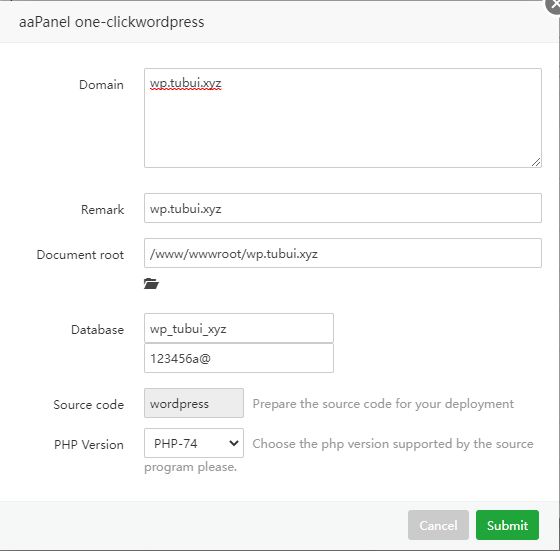 aaPanel one-clickwordpress
Domain
wp.tubui.xyz
Remark
wp.tubui.xyz
Document root
/www/wwwroot/wp.tubui.xyz
Database
wp_tubui_xyz
123456a@
Source code
wordpress
Prepare the source code for your deployment
PHP Version
PHP-74
Choose the php version supported by the source
program please.
Cancel
Submit